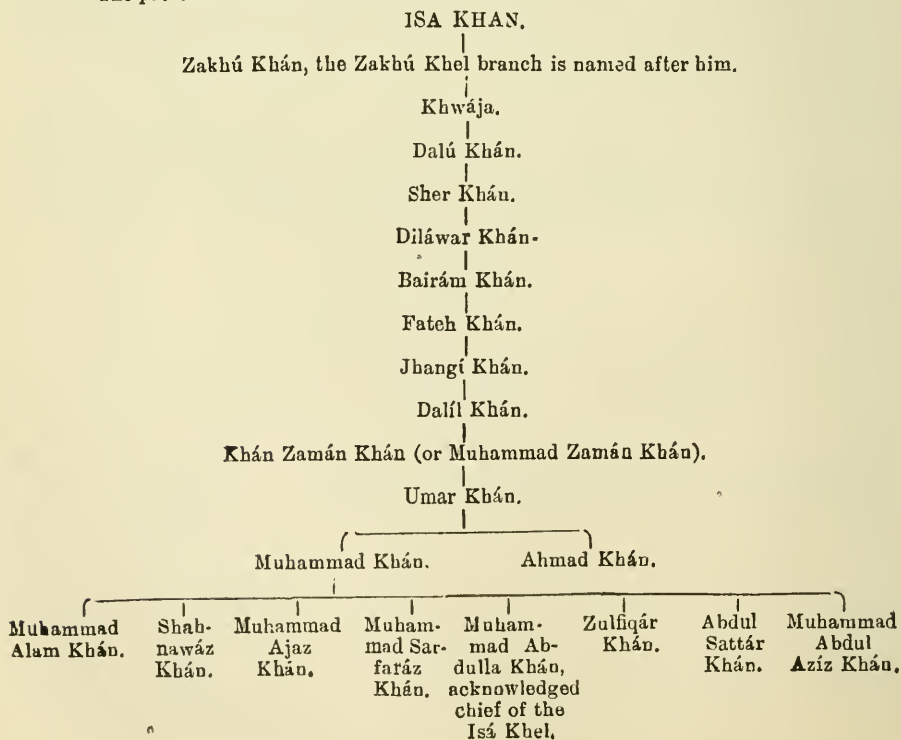 ISA KHAN.
Zakhú Khán, the Zakhú Khel branch is named after him.
Khwája.
Dalú Khán.
Sher Khán.
Diláwar Khán.
Bairám Khán.
Fateh Khán.
Jhangí Khán.
Dalíl Khán.
Khán Zamán Khán (or Muhammad Zamán Khán).
Umar Khán.
Muhammad Khán. Ahmad Khán.
Muhammad Alam Khán.
Shah-
nawáz
Khán.
Muhammad
Ajaz
Khán.
Muham-
mad Sar-
faráz
Khán.
Muham-
mad Ab-
dulla Khán,
acknowledged
chief of the
Isá Khel.
Zulfiqár
Khán.
Abdul
Sattár
Khán.
Muhammad
Abdul
Azíz Khán.